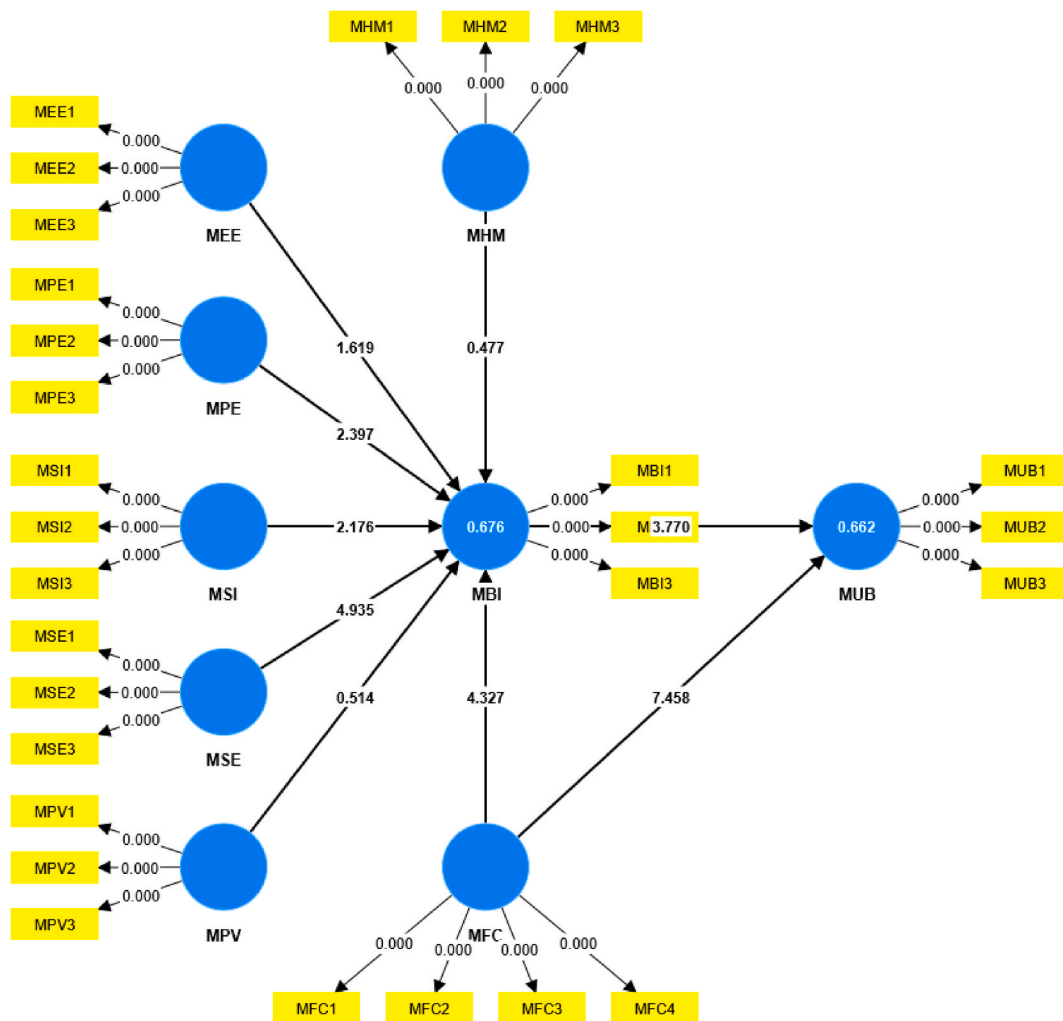 MHM1 MHM2 MHM3
0.000 0.000 0.000
MHM
MEE1 0.000
MEE2 0.000
MEE3 0.000
MEE
MPE1 0.000
MPE2 0.000
MPE3 0.000
MPE
1.619
0.477
2.397
MSI1 0.000
MSI2 0.000
MSI3 0.000
MSI
2.176
0.676
MBI
0.000 MBI1
0.000 M 3.770
0.000 MBI3
0.662
MUB
0.000 MUB1
0.000 MUB2
0.000 MUB3
MSE1 0.000
MSE2 0.000
MSE3 0.000
MSE
4.935
0.514
4.327
7.458
MPV1 0.000
MPV2 0.000
MPV3 0.000
MPV
MFC
0.000 0.000 0.000 0.000
MFC1 MFC2 MFC3 MFC4